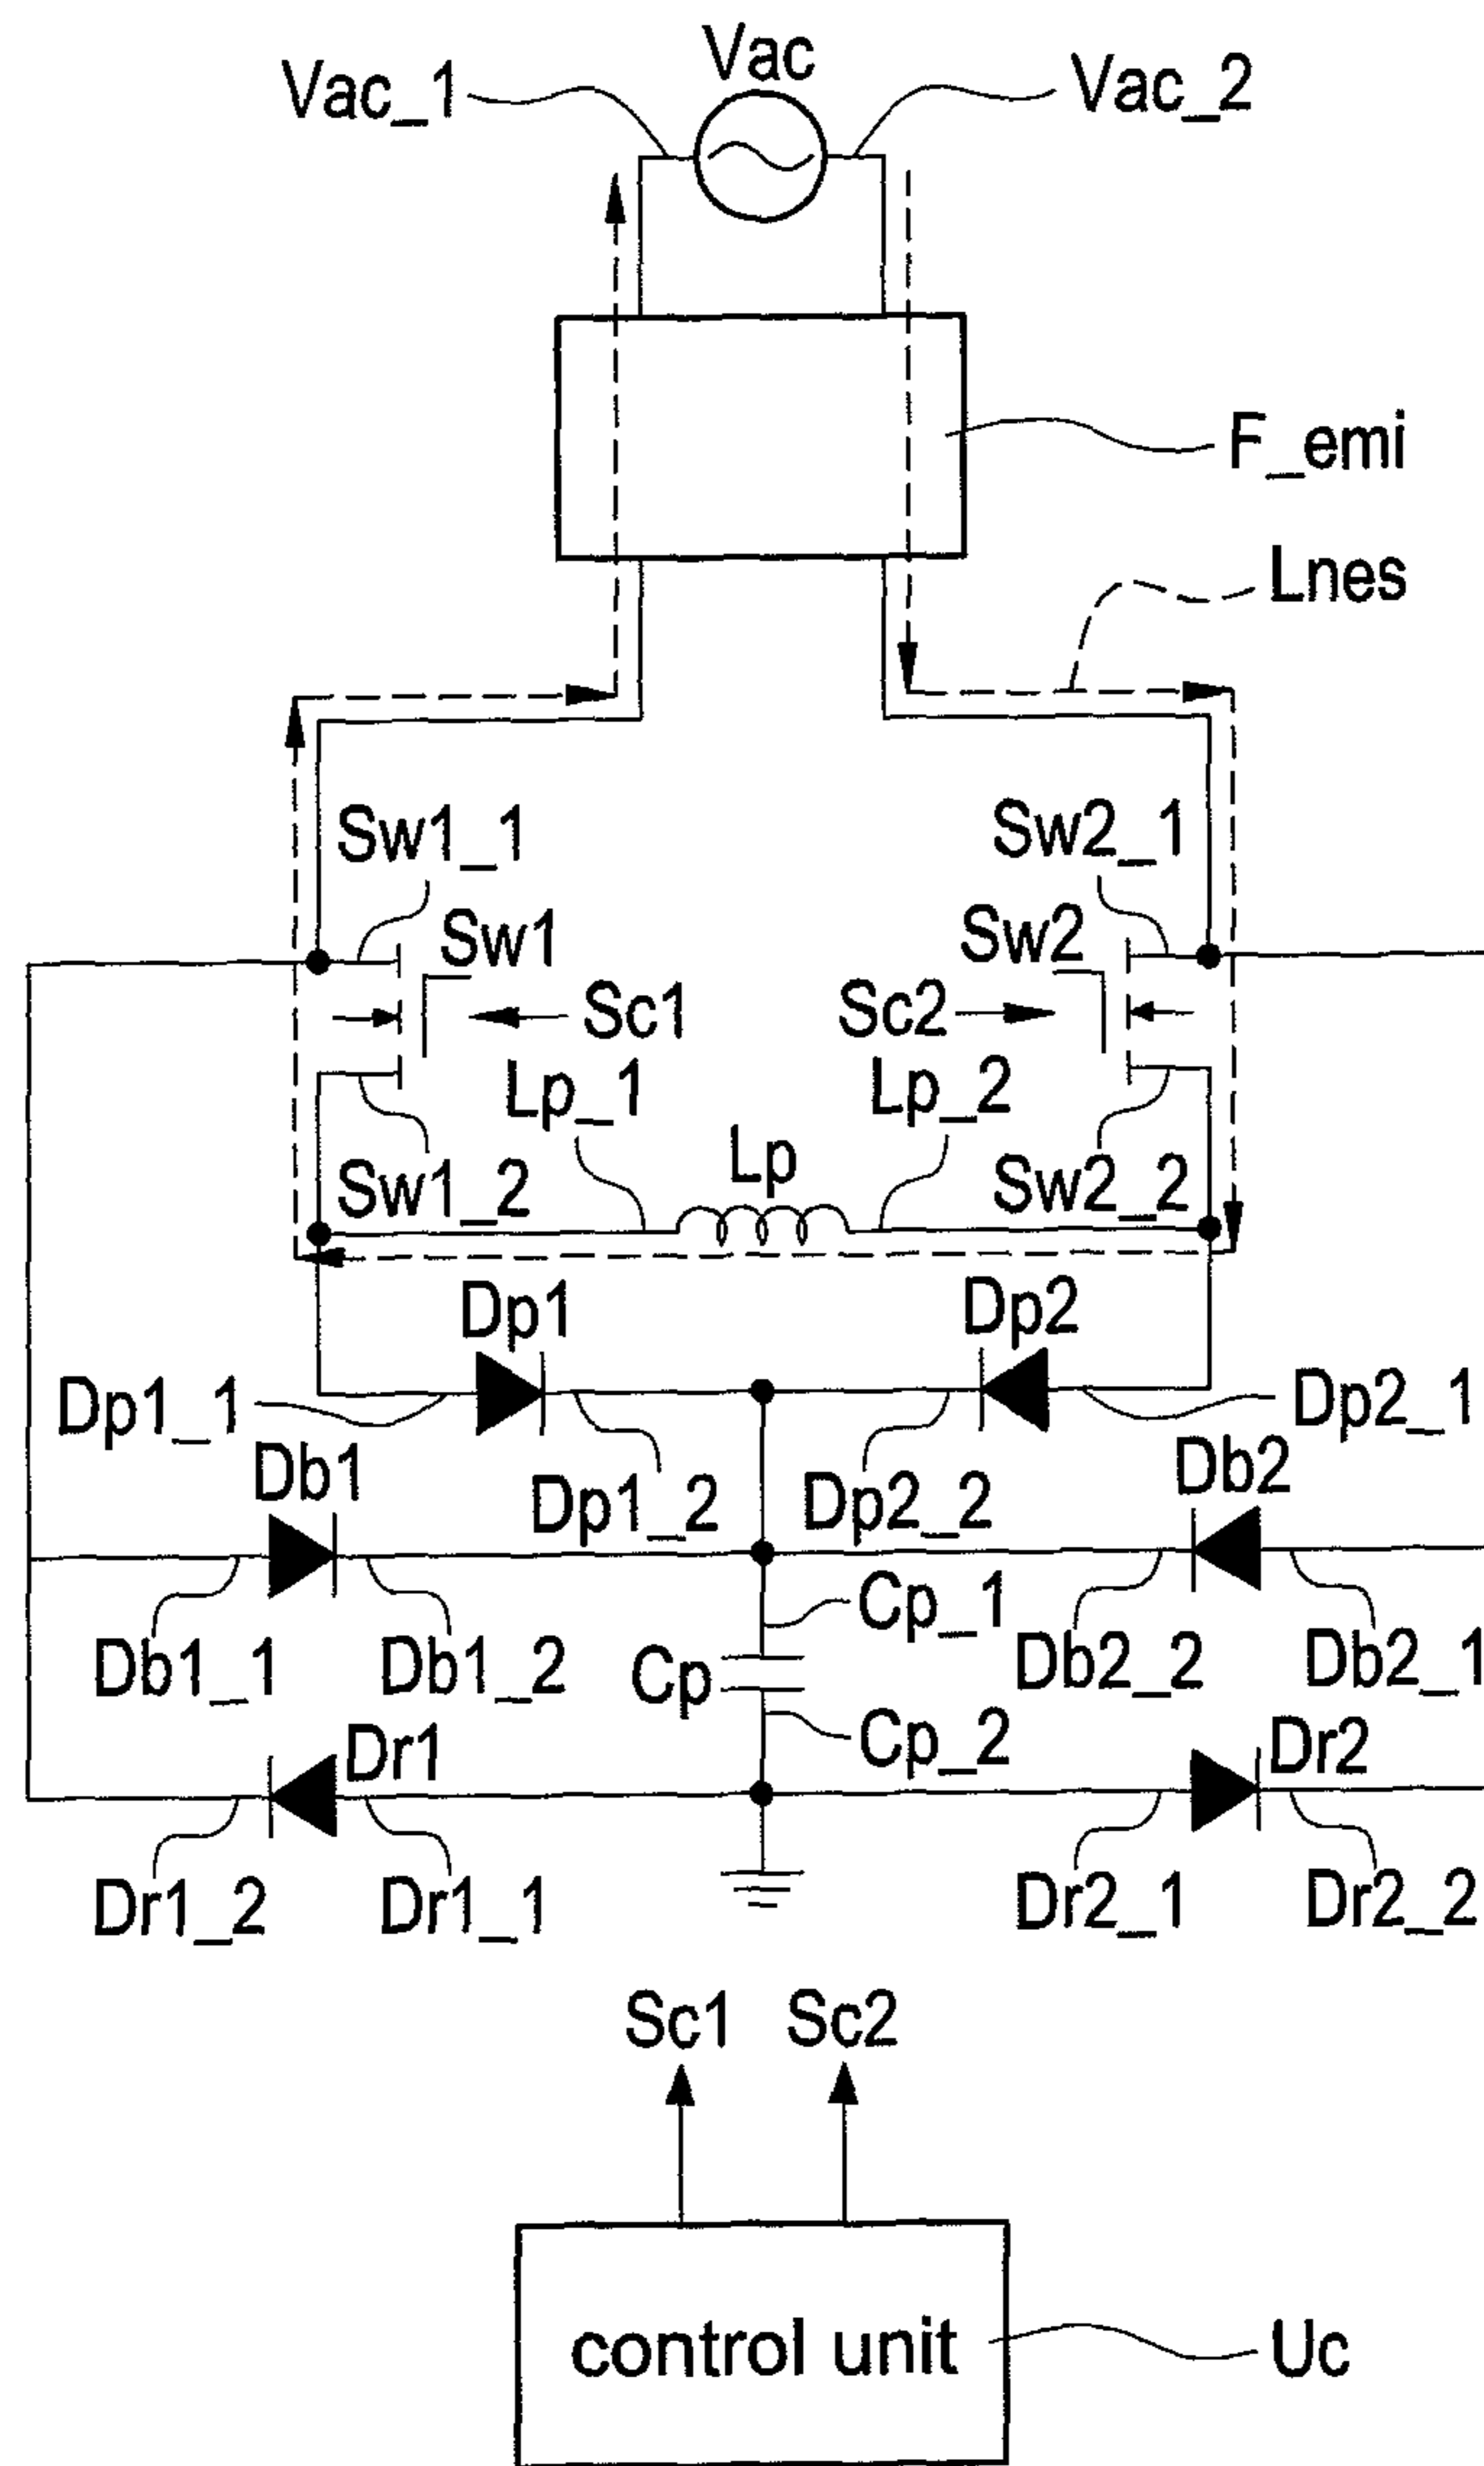 Vac
Vac_1
Vac_2
F_emi
Lnes
Sw1_1
Sw2_1
Sw1
Sw2
Sc1
Sc2
Lp_1
Lp_2
Lp
Sw1_2
Sw2_2
Dp1
Dp2
Dp1_1
Dp2_1
Db1
Db2
Dp1_2
Dp2_2
Cp_1
Db1_1
Db1_2
Cp
Db2_2
Db2_1
Cp_2
Dr1
Dr2
Dr1_2
Dr1_1
Dr2_1
Dr2_2
Sc1
Sc2
control unit
Uc